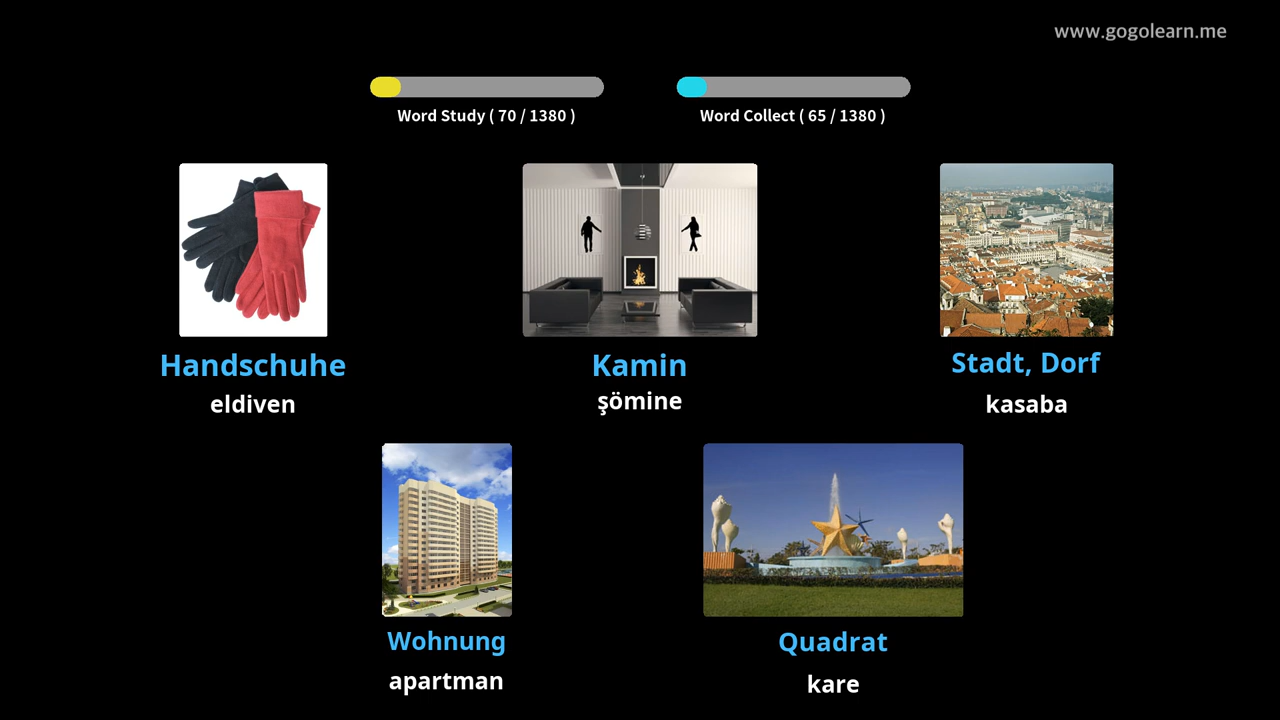 www.gogolearn.me
Word Study ( 70 / 1380 )
Word Collect ( 65 / 1380 )
Handschuhe
eldiven
Kamin
şömine
Stadt, Dorf
kasaba
Wohnung
apartman
Quadrat
kare